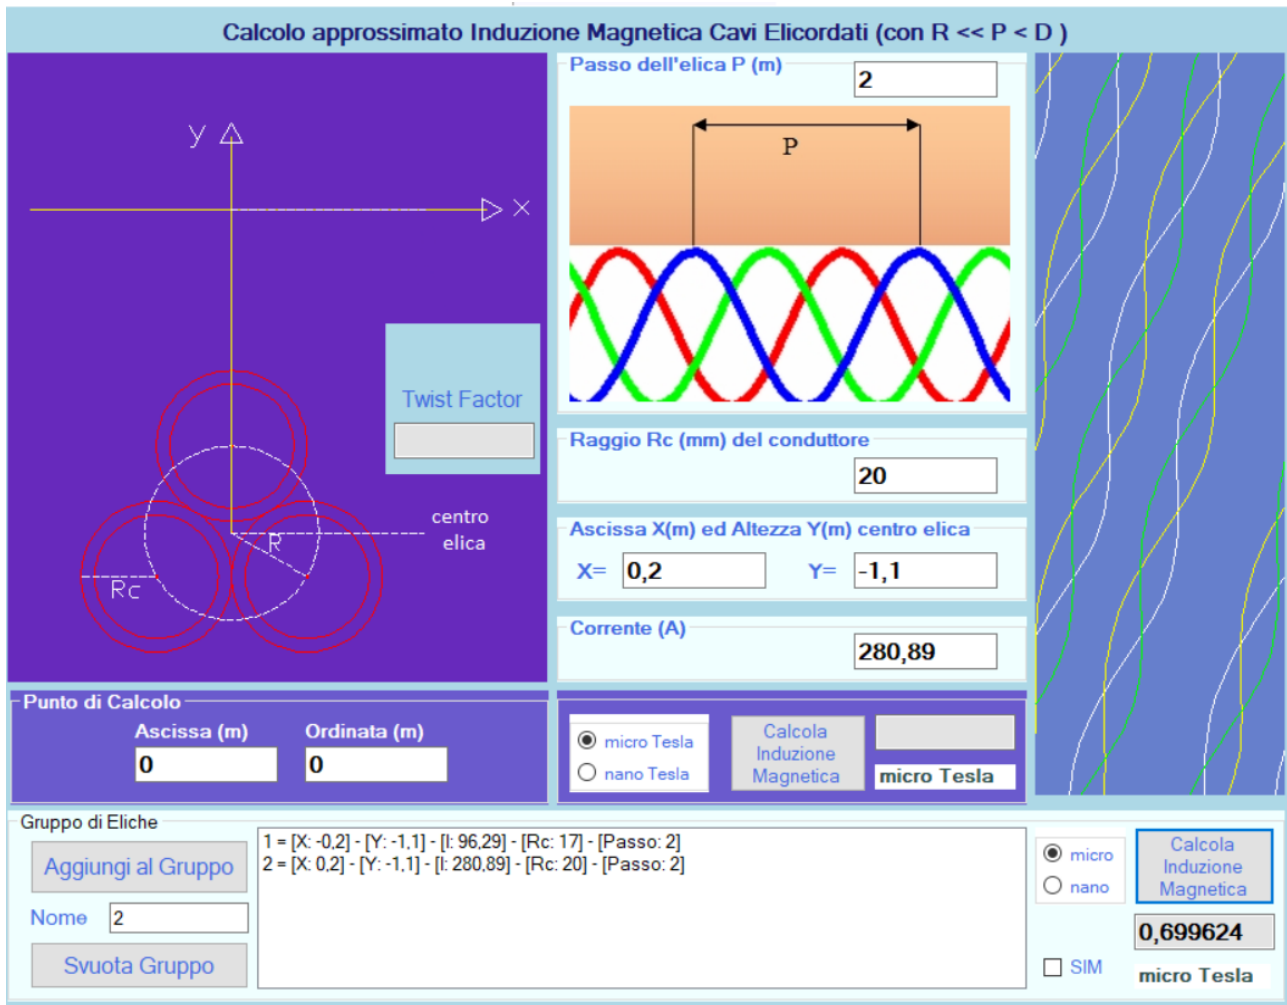 Calcolo approssimato Induzione Magnetica Cavi Elicordati (con R << P < D )
y
x
Twist Factor
centro
elica
R
Rc
Passo dell'elica P (m)
2
P
Raggio Rc (mm) del conduttore
20
Ascissa X(m) ed Altezza Y(m) centro elica
X= 0,2 Y= -1,1
Corrente (A)
280,89
Punto di Calcolo
Ascissa (m) Ordinata (m)
0 0
micro Tesla
nano Tesla
Calcola
Induzione
Magnetica
micro Tesla
Gruppo di Eliche
Aggiungi al Gruppo
Nome 2
Svuota Gruppo
1 = [X: -0,2] - [Y: -1,1] - [I: 96,29] - [Rc: 17] - [Passo: 2]
2 = [X: 0,2] - [Y: -1,1] - [I: 280,89] - [Rc: 20] - [Passo: 2]
micro
nano
Calcola
Induzione
Magnetica
0,699624
SIM
micro Tesla